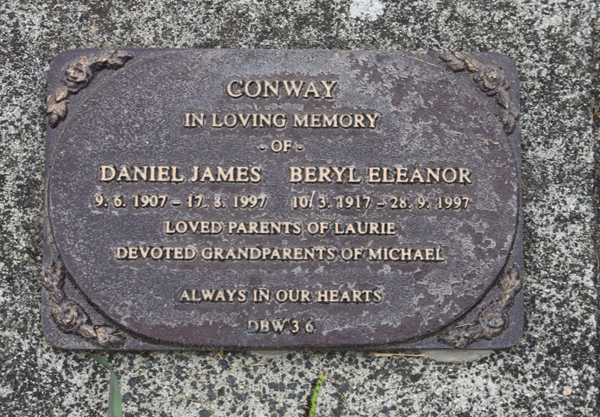 CONWAY
IN LOVING MEMORY
- OF -
DANIEL JAMES BERYL ELEANOR
9. 6. 1907 – 17. 8. 1997 10/3. 1917 – 28. 9. 1997
LOVED PARENTS OF LAURIE
DEVOTED GRANDPARENTS OF MICHAEL
ALWAYS IN OUR HEARTS
DBW 3 6